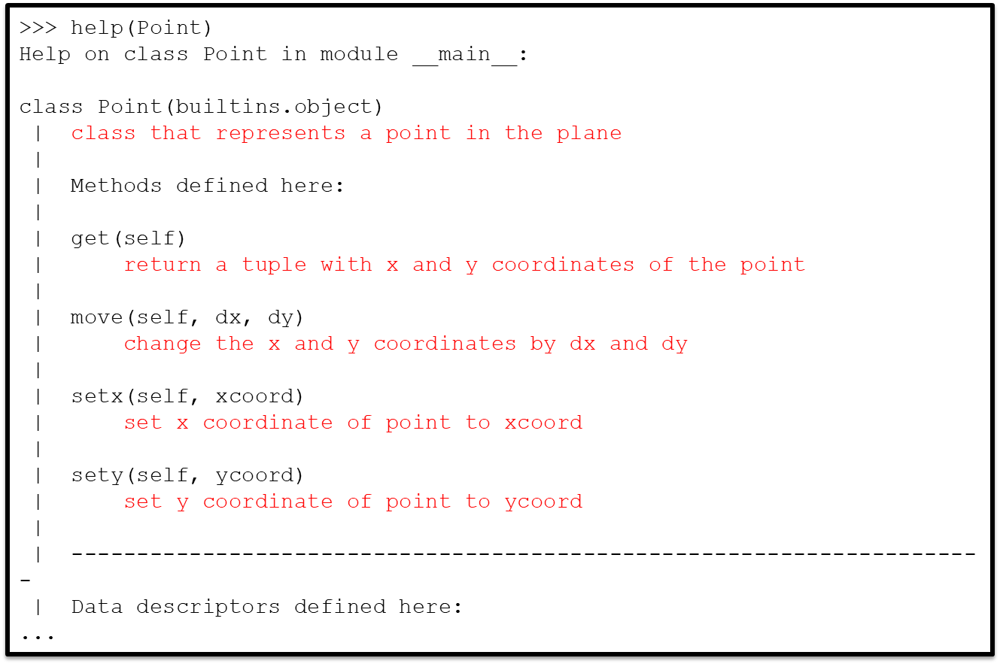 >>> help(Point)
Help on class Point in module __main__:

class Point(builtins.object)
 |  class that represents a point in the plane
 |
 |  Methods defined here:
 |
 |  get(self)
 |      return a tuple with x and y coordinates of the point
 |
 |  move(self, dx, dy)
 |      change the x and y coordinates by dx and dy
 |
 |  setx(self, xcoord)
 |      set x coordinate of point to xcoord
 |
 |  sety(self, ycoord)
 |      set y coordinate of point to ycoord
 |
 |  ---------------------------------------------------------------------
-
 |  Data descriptors defined here:
...